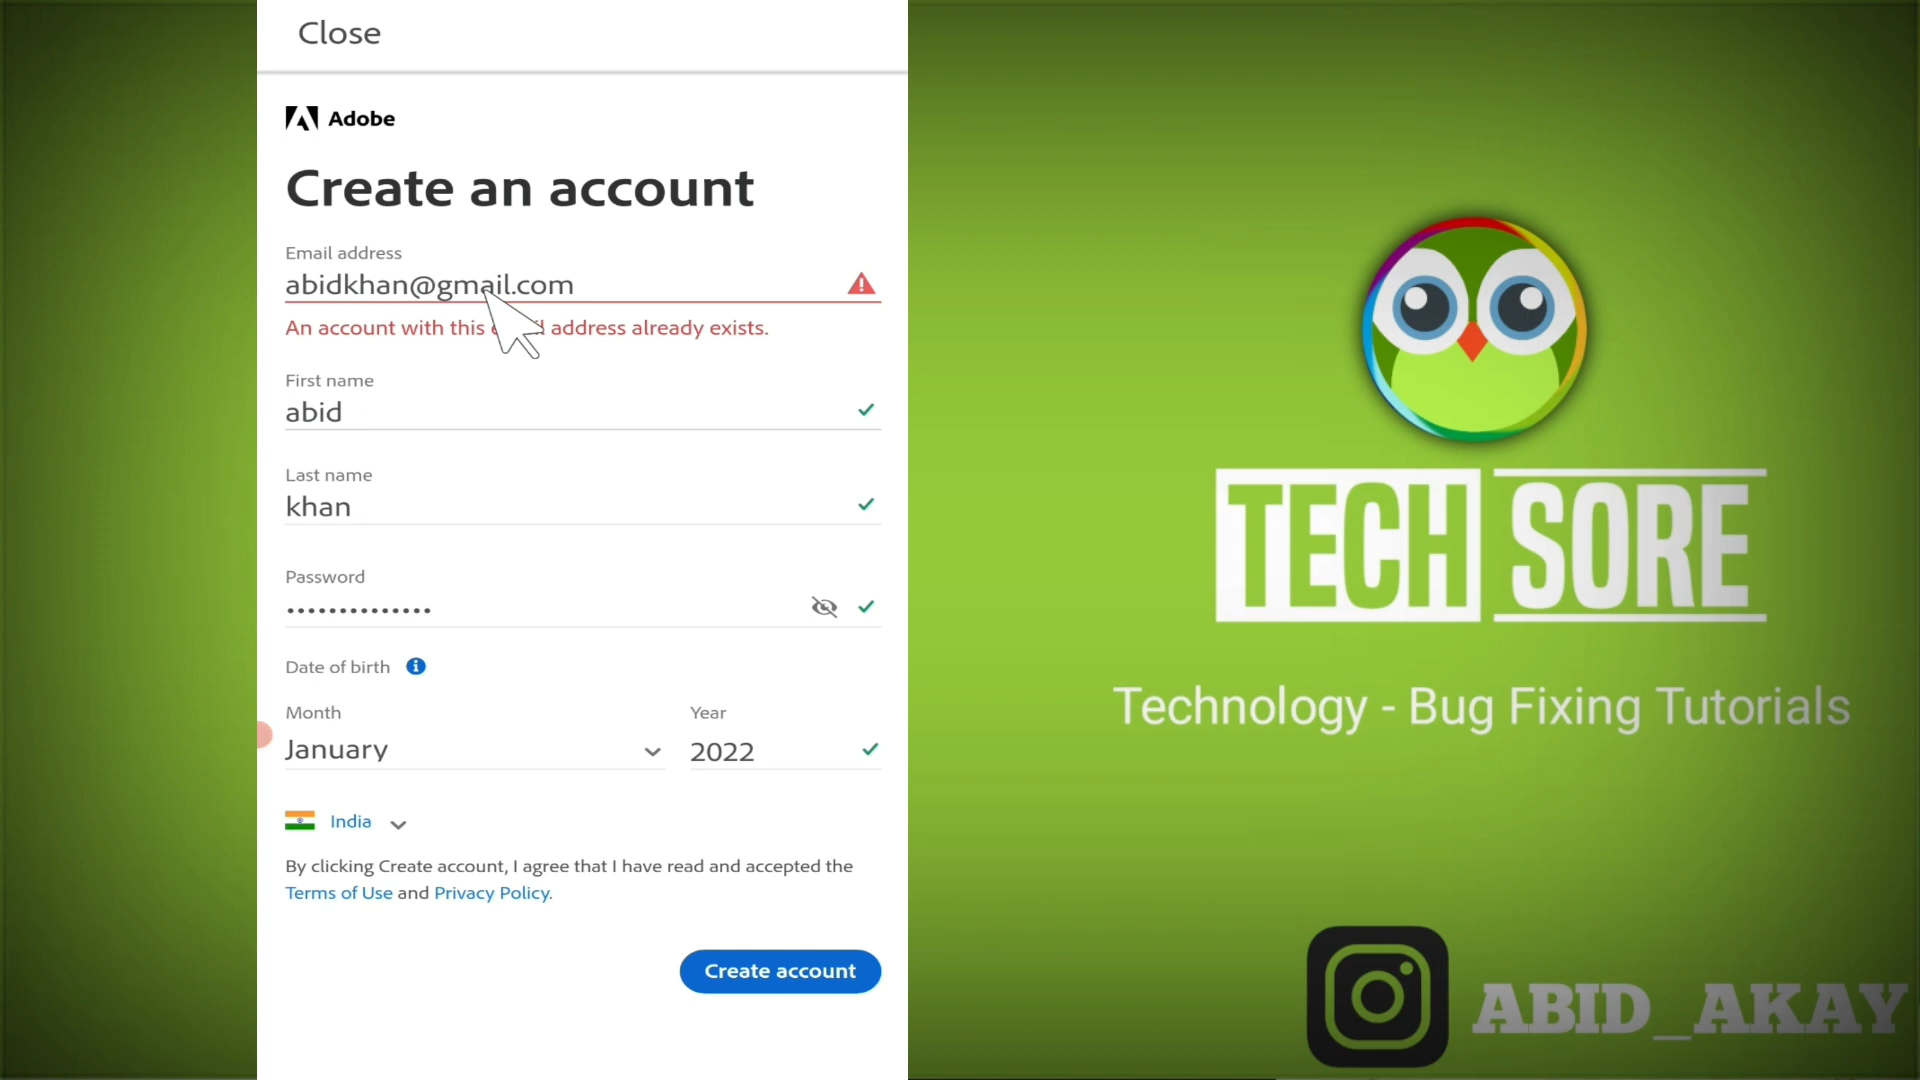 Close
Adobe
Create an account
Email address
abidkhan@gmail.com
An account with this address already exists.
First name
abid
Last name
khan
Password
Date of birth
Month
January
Year
2022
India
By clicking Create account, I agree that I have read and accepted the
Terms of Use and Privacy Policy.
Create account
TECH SORE
Technology - Bug Fixing Tutorials
ABID_AKAY